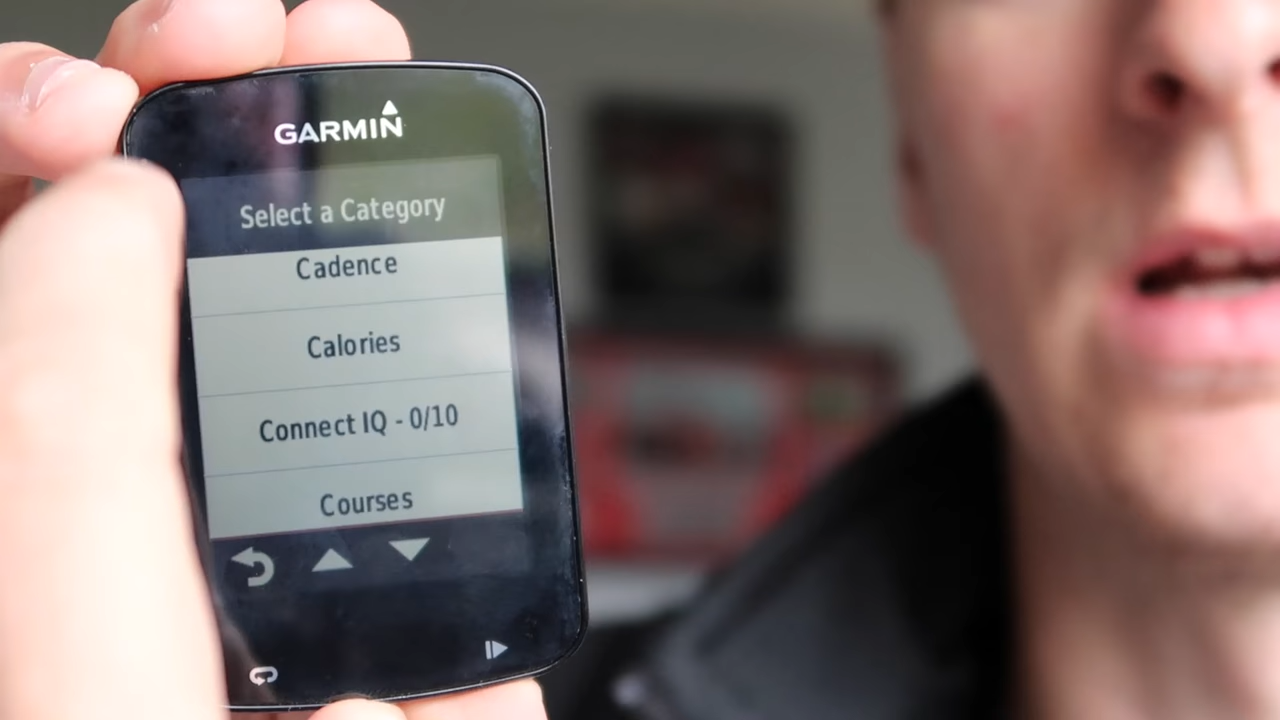 GARMIN
Select a Category
Cadence
Calories
Connect IQ - 0/10
Courses